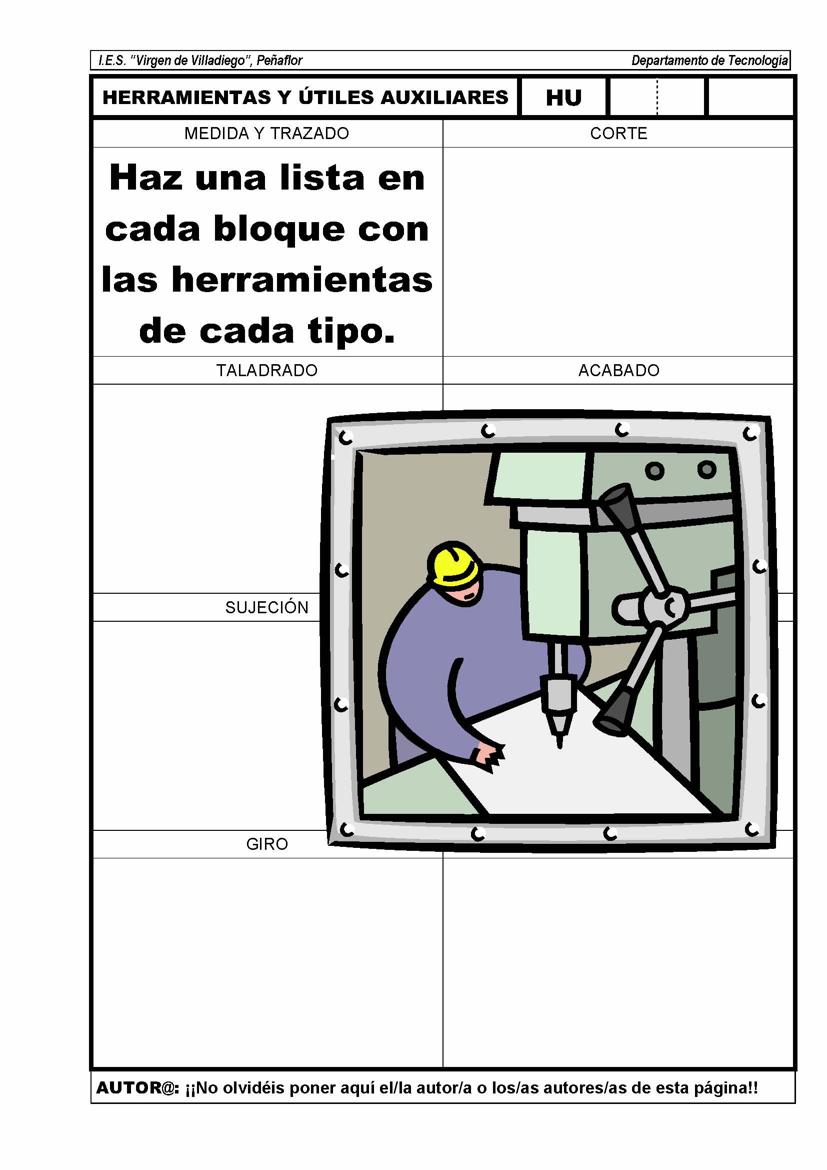 I.E.S. "Virgen de Villadiego", Peñaflor
Departamento de Tecnología
HERRAMIENTAS Y ÚTILES AUXILIARES
HU
MEDIDA Y TRAZADO
CORTE
Haz una lista en
cada bloque con
las herramientas
de cada tipo.
TALADRADO
ACABADO
SUJECIÓN
GIRO
AUTOR@: ¡¡No olvidéis poner aquí el/la autor/a o los/as autores/as de esta página!!